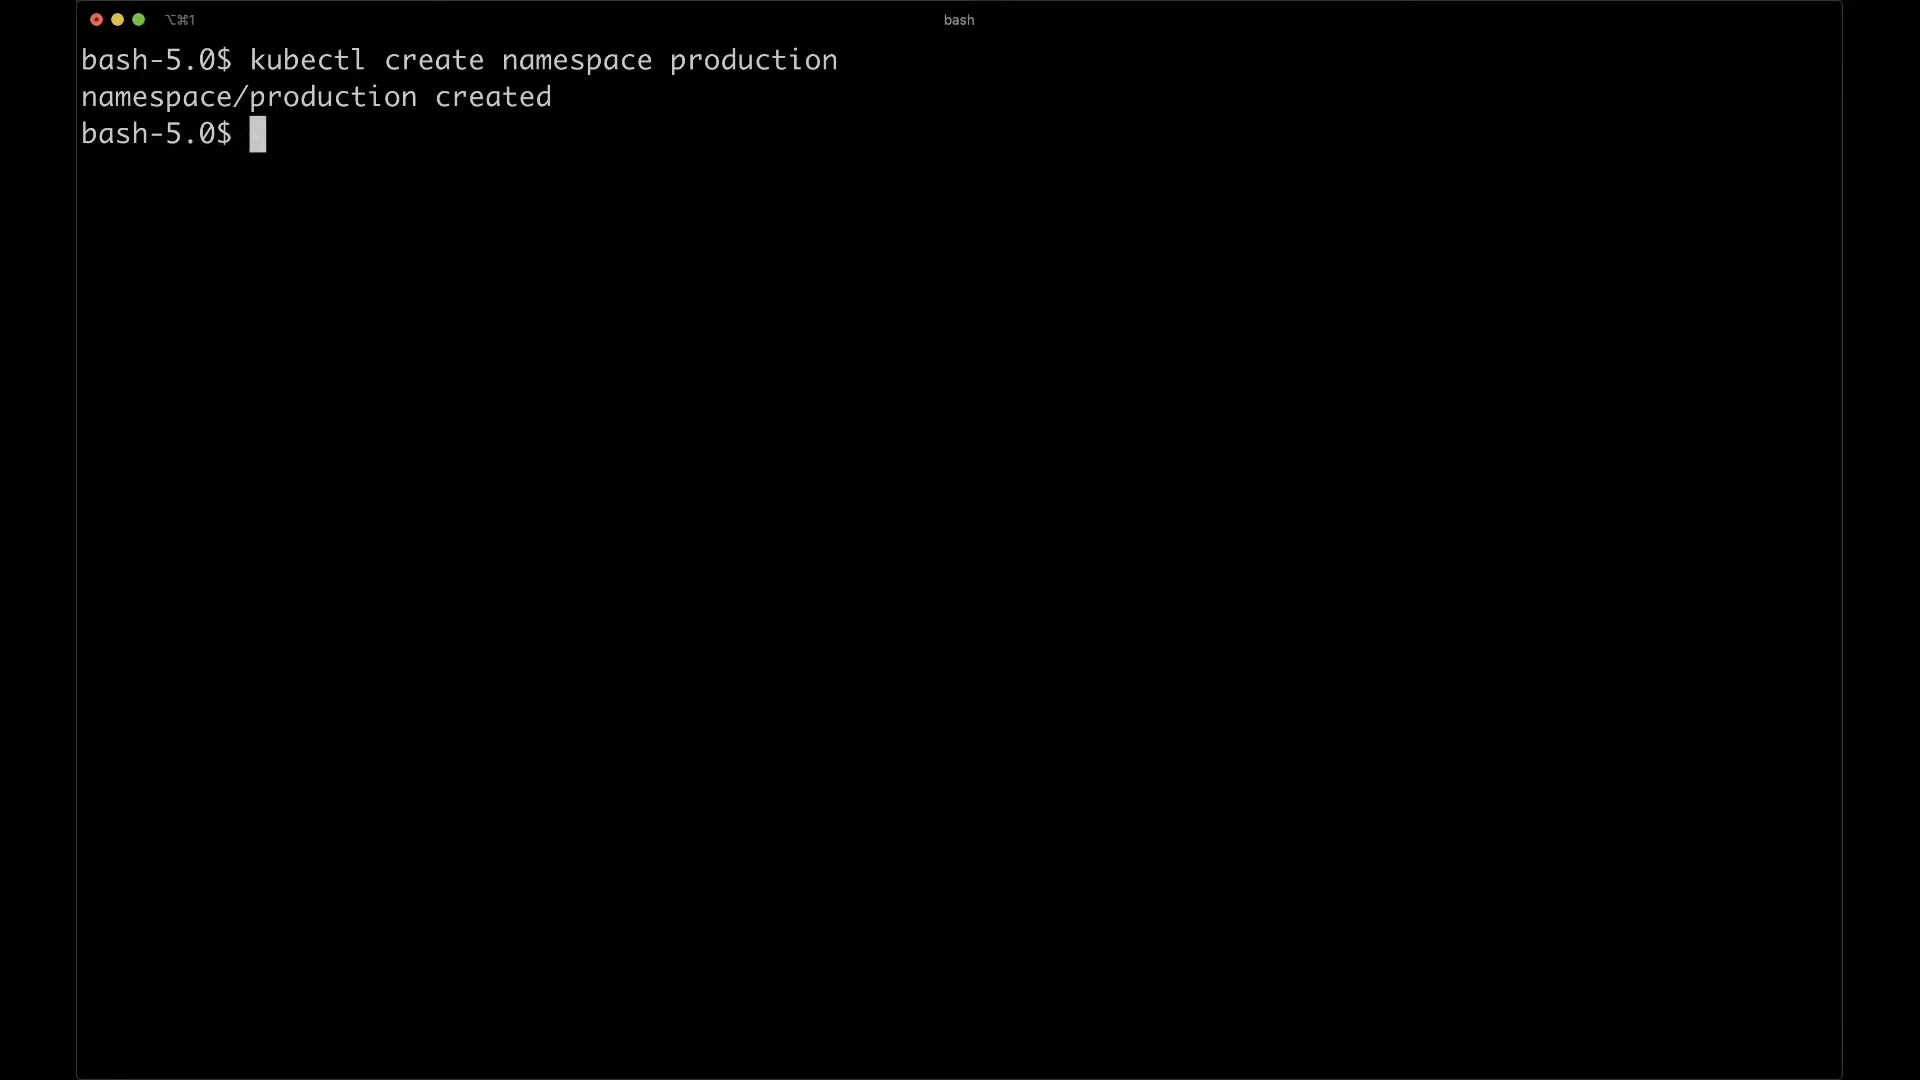 ⌥⌘1
bash
bash-5.0$ kubectl create namespace production
namespace/production created
bash-5.0$